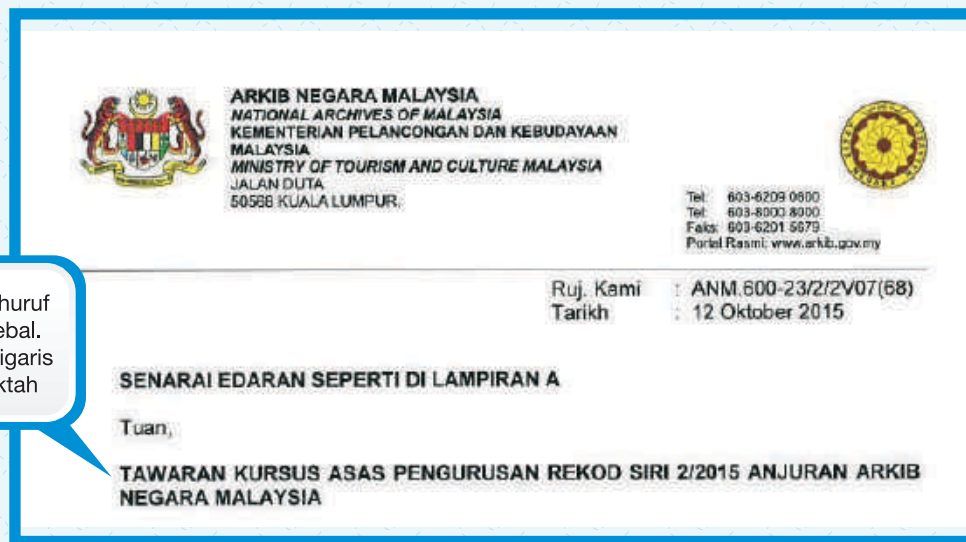 ARKIB NEGARA MALAYSIA
NATIONAL ARCHIVES OF MALAYSIA
KEMENTERIAN PELANCONGAN DAN KEBUDAYAAN
MALAYSIA
MINISTRY OF TOURISM AND CULTURE MALAYSIA
JALAN DUTA
50568 KUALA LUMPUR.
Tel: 603-6209 0600
Tel: 603-8000 8000
Faks: 603-6201 5679
Portal Rasmi: www.arkib.gov.my
Ruj. Kami : ANM.600-23/2/2V07(68)
Tarikh : 12 Oktober 2015
huruf
ebal.
igaris
ktah
SENARAI EDARAN SEPERTI DI LAMPIRAN A
Tuan,
TAWARAN KURSUS ASAS PENGURUSAN REKOD SIRI 2/2015 ANJURAN ARKIB
NEGARA MALAYSIA